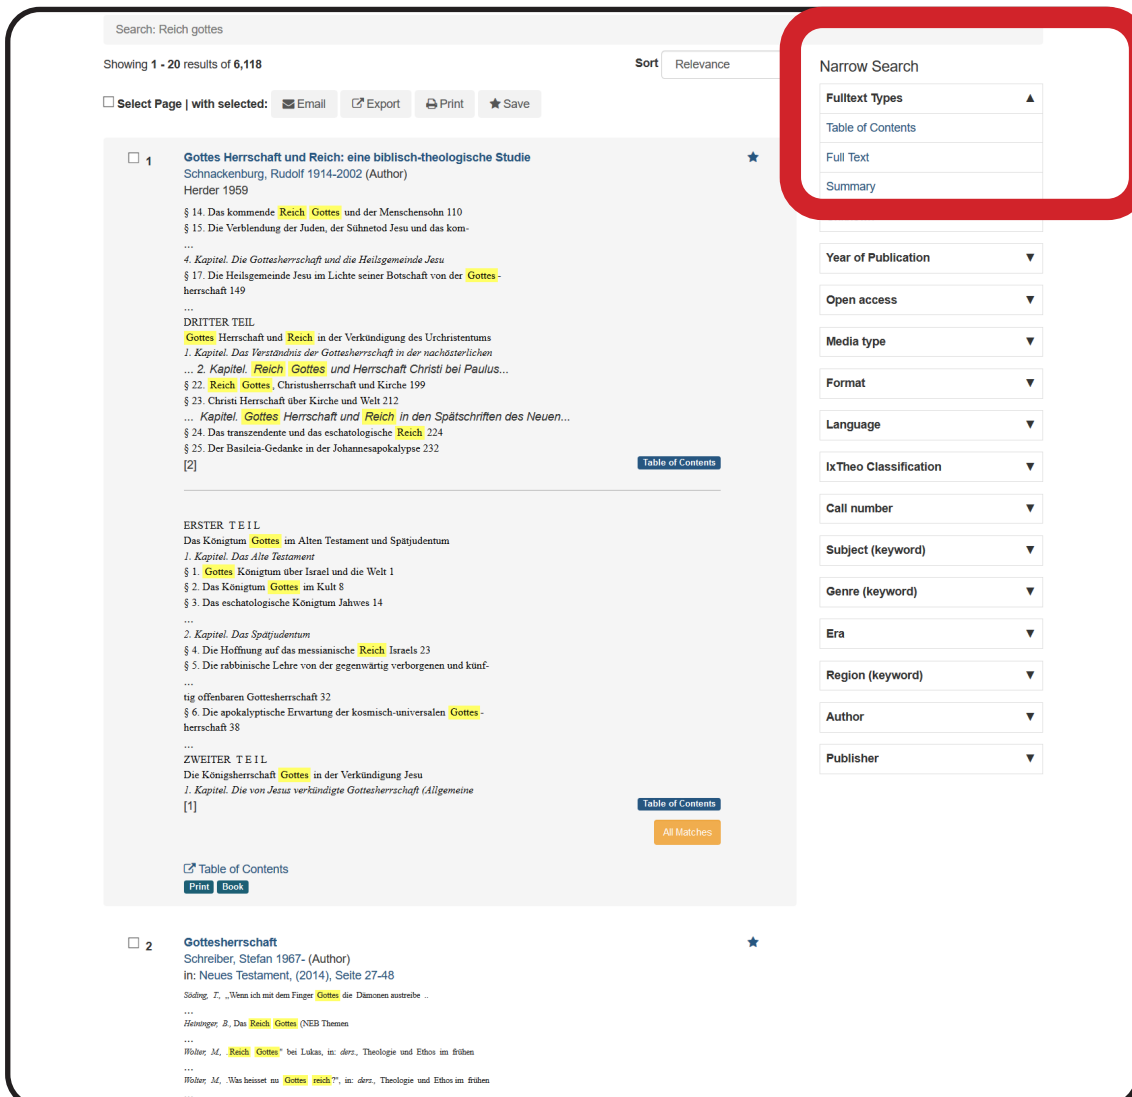 Search: Reich gottes
Showing 1 - 20 results of 6,118
Sort Relevance
Select Page | with selected: Email Export Print Save
1 Gottes Herrschaft und Reich: eine biblisch-theologische Studie
Schnackenburg, Rudolf 1914-2002 (Author)
Herder 1959
§ 14. Das kommende Reich Gottes und der Menschensohn 110
§ 15. Die Verblendung der Juden, der Sühnetod Jesu und das kom-
...
4. Kapitel. Die Gottesherrschaft und die Heilsgemeinde Jesu
§ 17. Die Heilsgemeinde Jesu im Lichte seiner Botschaft von der Gottes -
herrschaft 149
...
DRITTER TEIL
Gottes Herrschaft und Reich in der Verkündigung des Urchristentums
1. Kapitel. Das Verständnis der Gottesherrschaft in der nachösterlichen
... 2. Kapitel. Reich Gottes und Herrschaft Christi bei Paulus...
§ 22. Reich Gottes , Christusherrschaft und Kirche 199
§ 23. Christi Herrschaft über Kirche und Welt 212
... Kapitel. Gottes Herrschaft und Reich in den Spätschriften des Neuen...
§ 24. Das transzendente und das eschatologische Reich 224
§ 25. Der Basileia-Gedanke in der Johannesapokalypse 232
[2] Table of Contents
ERSTER T E I L
Das Königtum Gottes im Alten Testament und Spätjudentum
1. Kapitel. Das Alte Testament
§ 1. Gottes Königtum über Israel und die Welt 1
§ 2. Das Königtum Gottes im Kult 8
§ 3. Das eschatologische Königtum Jahwes 14
...
2. Kapitel. Das Spätjudentum
§ 4. Die Hoffnung auf das messianische Reich Israels 23
§ 5. Die rabbinische Lehre von der gegenwärtig verborgenen und künf-
...
tig offenbaren Gottesherrschaft 32
§ 6. Die apokalyptische Erwartung der kosmisch-universalen Gottes -
herrschaft 38
...
ZWEITER T E I L
Die Königsherrschaft Gottes in der Verkündigung Jesu
1. Kapitel. Die von Jesus verkündigte Gottesherrschaft (Allgemeine
[1] Table of Contents
All Matches
Table of Contents
Print Book
2 Gottesherrschaft
Schreiber, Stefan 1967- (Author)
in: Neues Testament, (2014), Seite 27-48
Söding, T., „Wenn ich mit dem Finger Gottes die Dämonen austreibe ..
...
Heininger, B., Das Reich Gottes (NEB Themen
...
Wolter, M., .Reich Gottes" bei Lukas, in: ders., Theologie und Ethos im frühen
...
Wolter, M., .Was heisset nu Gottes reich?", in: ders., Theologie und Ethos im frühen
...
Narrow Search
Fulltext Types ▲
Table of Contents
Full Text
Summary
Year of Publication ▼
Open access ▼
Media type ▼
Format ▼
Language ▼
IxTheo Classification ▼
Call number ▼
Subject (keyword) ▼
Genre (keyword) ▼
Era ▼
Region (keyword) ▼
Author ▼
Publisher ▼